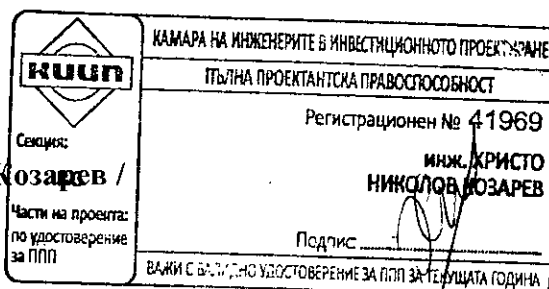 КАМАРА НА ИНЖЕНЕРИТЕ В ИНВЕСТИЦИОННОТО ПРОЕКТИРАНЕ
КИИП
ПЪЛНА ПРОЕКТАНТСКА ПРАВОСПОСОБНОСТ
Регистрационен № 41969
Секция:
инж. ХРИСТО
НИКОЛОВ КОЗАРЕВ
Козарев /
Части на проекта:
по удостоверение
за ППП
Подпис:
ВАЖИ С ВАЛИДНО УДОСТОВЕРЕНИЕ ЗА ППП ЗА ТЕКУЩАТА ГОДИНА